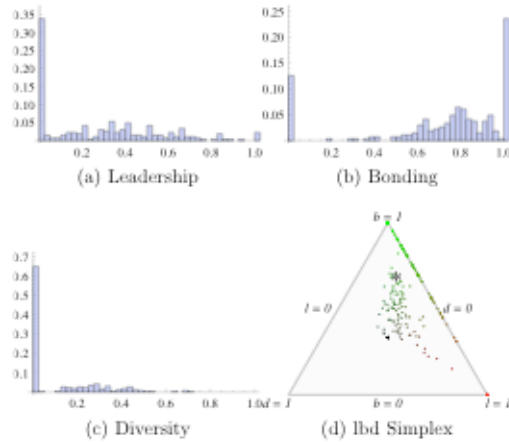 0.35
0.30
0.25
0.20
0.15
0.10
0.05
0.2 0.4 0.6 0.8 1.0
(a) Leadership
0.25
0.20
0.15
0.10
0.05
0.2 0.4 0.6 0.8 1.0
(b) Bonding
0.7
0.6
0.5
0.4
0.3
0.2
0.1
0.2 0.4 0.6 0.8 1.0
(c) Diversity
b = 1
l = 0
d = 0
d = 1
b = 0
(d) lbd Simplex